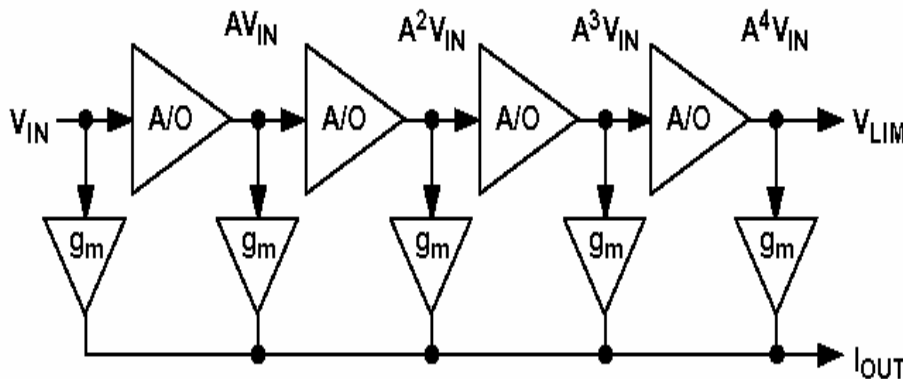 AV_IN A²V_IN A³V_IN A⁴V_IN
V_IN A/O A/O A/O A/O V_LIM
g_m g_m g_m g_m g_m
I_OUT